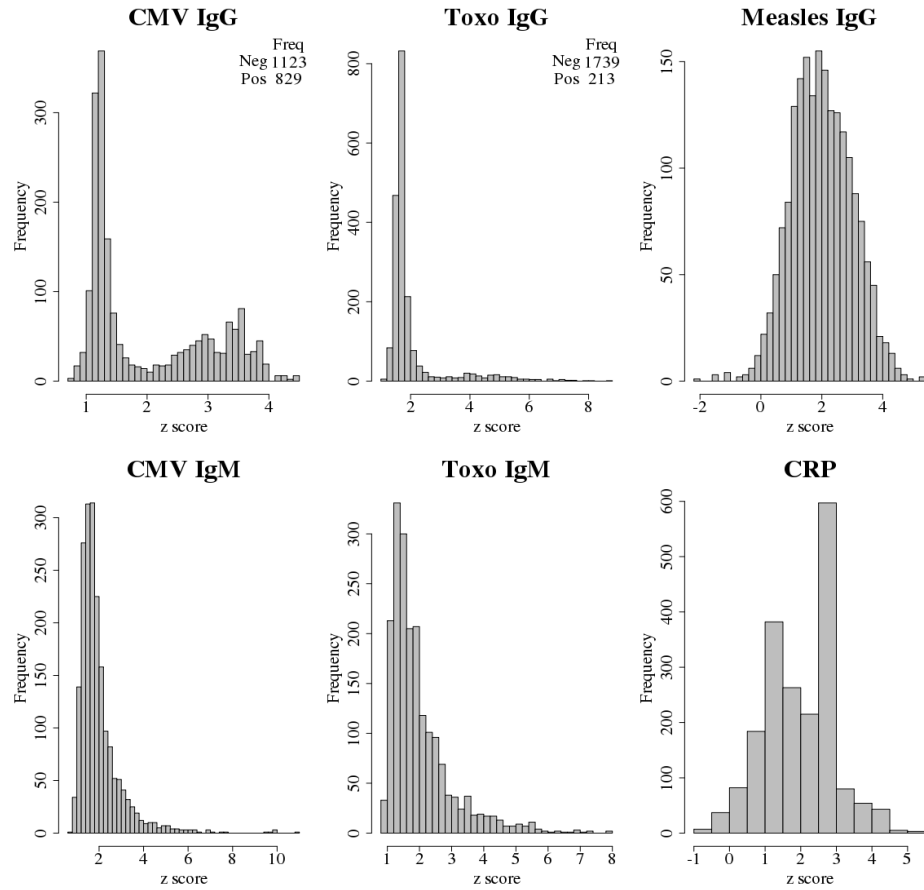 CMV IgG
Freq
Neg 1123
Pos 829
Frequency
0 100 200 300
1 2 3 4
z score
Toxo IgG
Freq
Neg 1739
Pos 213
Frequency
0 200 400 600 800
2 4 6 8
z score
Measles IgG
Frequency
0 50 100 150
-2 0 2 4
z score
CMV IgM
Frequency
0 50 100 150 200 250 300
2 4 6 8 10
z score
Toxo IgM
Frequency
0 50 100 150 200 250 300
1 2 3 4 5 6 7 8
z score
CRP
Frequency
0 100 200 300 400 500 600
-1 0 1 2 3 4 5
z score